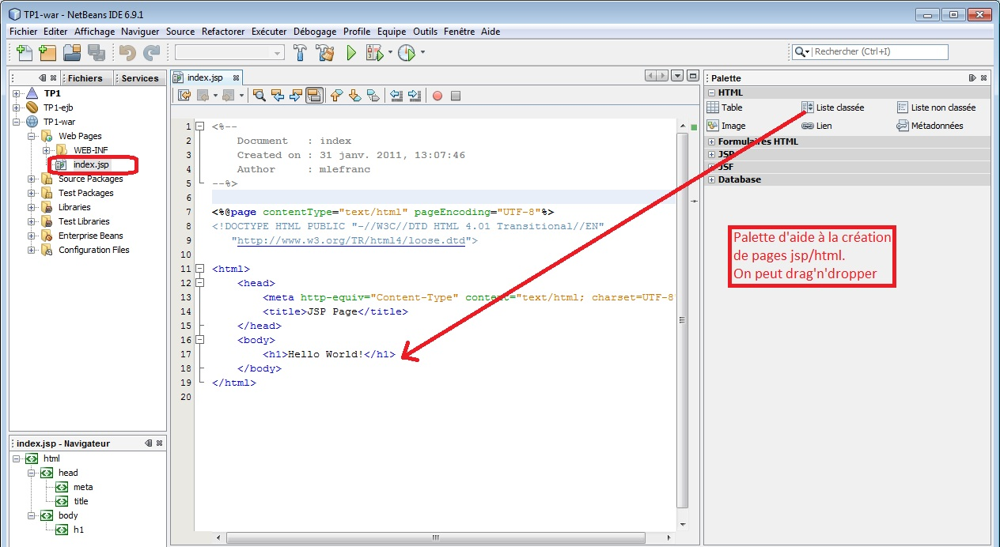 TP1-war - NetBeans IDE 6.9.1
Fichier Editer Affichage Naviguer Source Refactorer Exécuter Débogage Profile Equipe Outils Fenêtre Aide
Rechercher (Ctrl+I)
Fichiers Services
TP1
TP1-ejb
TP1-war
Web Pages
WEB-INF
index.jsp
Source Packages
Test Packages
Libraries
Test Libraries
Enterprise Beans
Configuration Files
index.jsp - Navigateur
html
head
meta
title
body
h1
index.jsp
1 <%--
2 Document : index
3 Created on : 31 janv. 2011, 13:07:46
4 Author : mlefranc
5 --%>
6
7 <%@page contentType="text/html" pageEncoding="UTF-8"%>
8 <!DOCTYPE HTML PUBLIC "-//W3C//DTD HTML 4.01 Transitional//EN"
9 "http://www.w3.org/TR/html4/loose.dtd">
10
11 <html>
12 <head>
13 <meta http-equiv="Content-Type" content="text/html; charset=UTF-8"
14 <title>JSP Page</title>
15 </head>
16 <body>
17 <h1>Hello World!</h1>
18 </body>
19 </html>
20
Palette
HTML
Table Liste classée Liste non classée
Image Lien Métadonnées
Formulaires HTML
JSP
JSF
Database
Palette d'aide à la création
de pages jsp/html.
On peut drag'n'dropper